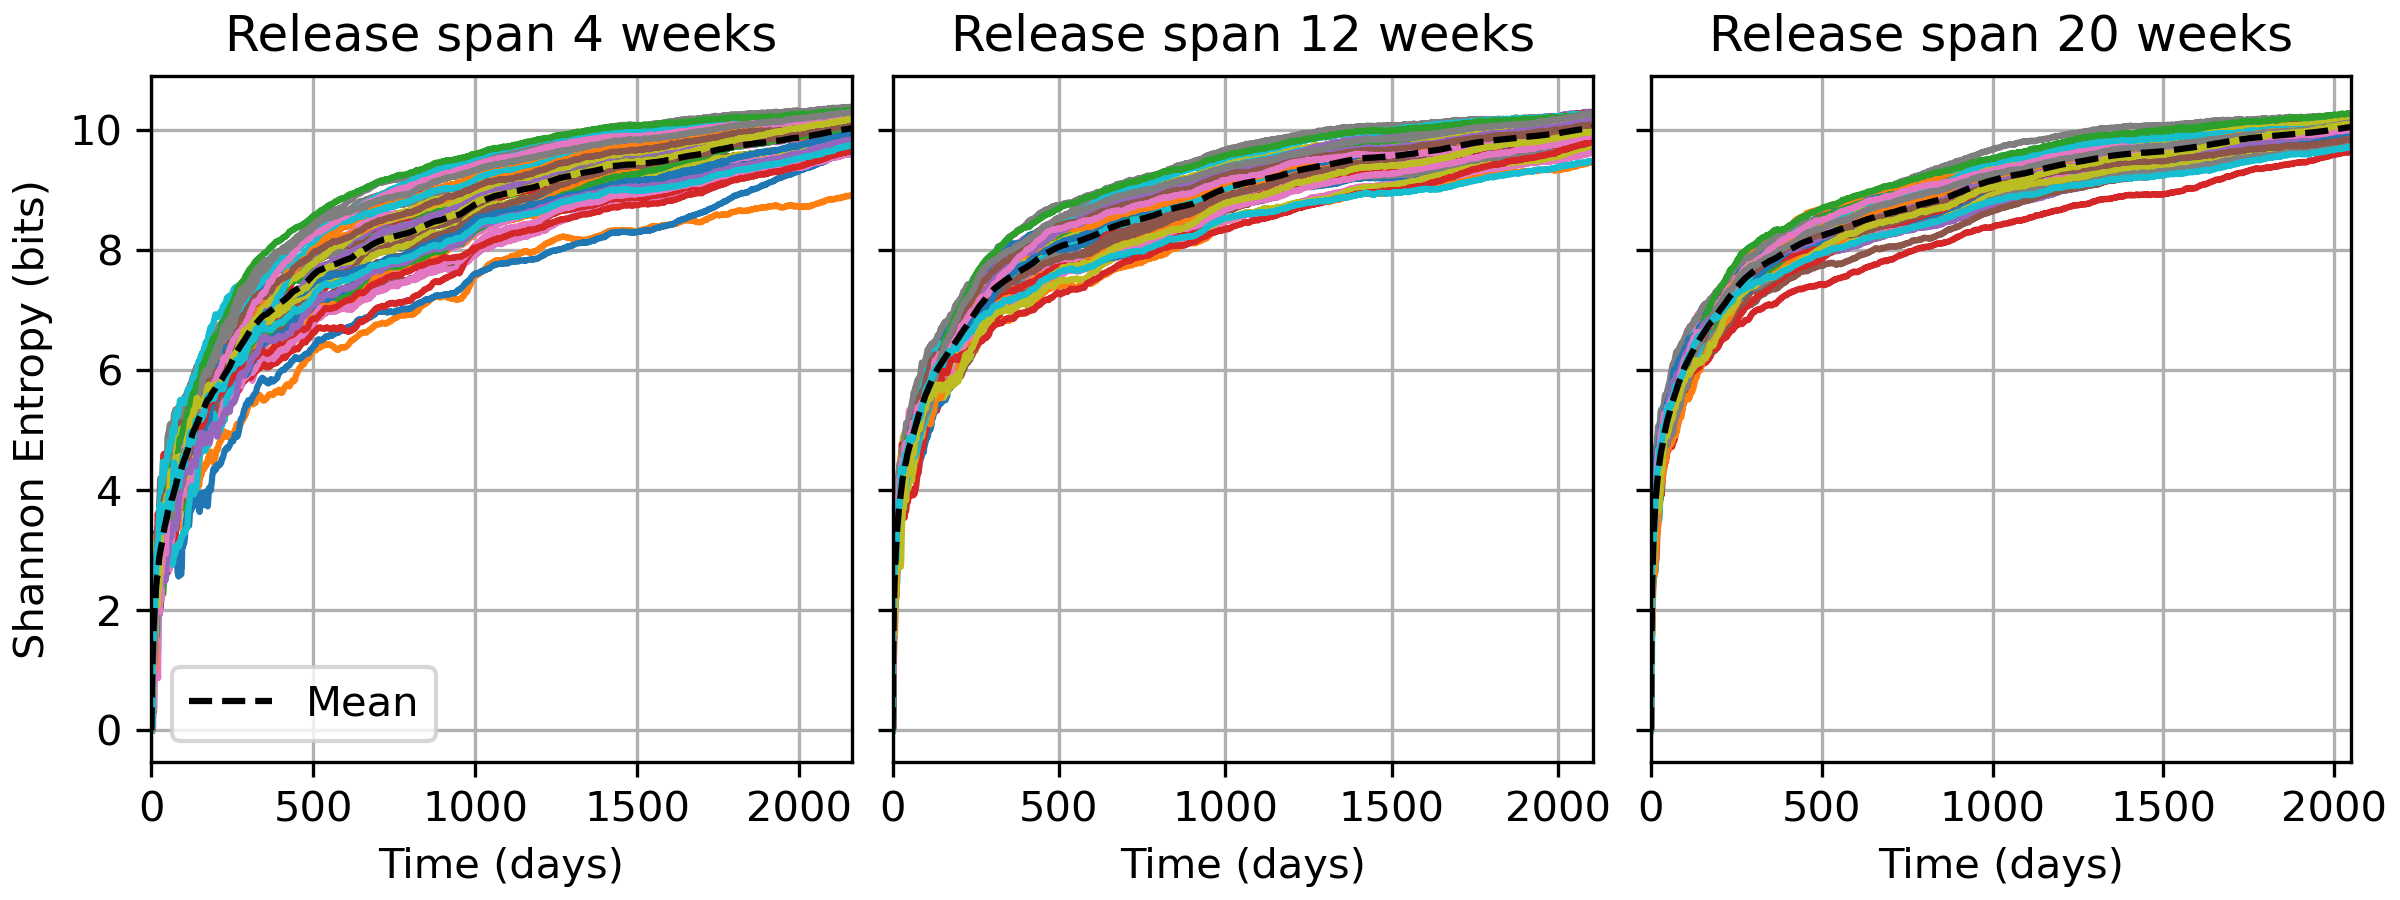 Release span 4 weeks
Release span 12 weeks
Release span 20 weeks
Shannon Entropy (bits)
10
8
6
4
2
0
Mean
0 500 1000 1500 2000
0 500 1000 1500 2000
0 500 1000 1500 2000
Time (days)
Time (days)
Time (days)